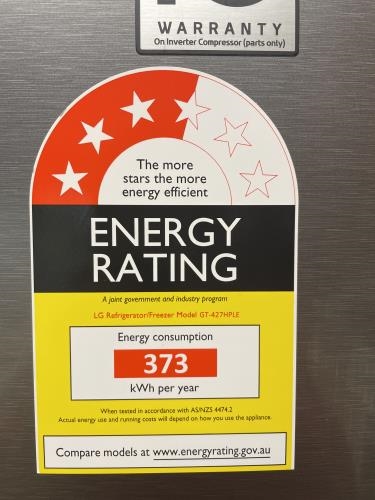 WARRANTY
On Inverter Compressor (parts only)
The more
stars the more
energy efficient
ENERGY
RATING
A joint government and industry program
LG Refrigerator/Freezer Model GT-427HPLE
Energy consumption
373
kWh per year
When tested in accordance with AS/NZS 4474.2
Actual energy use and running costs will depend on how you use the appliance.
Compare models at www.energyrating.gov.au